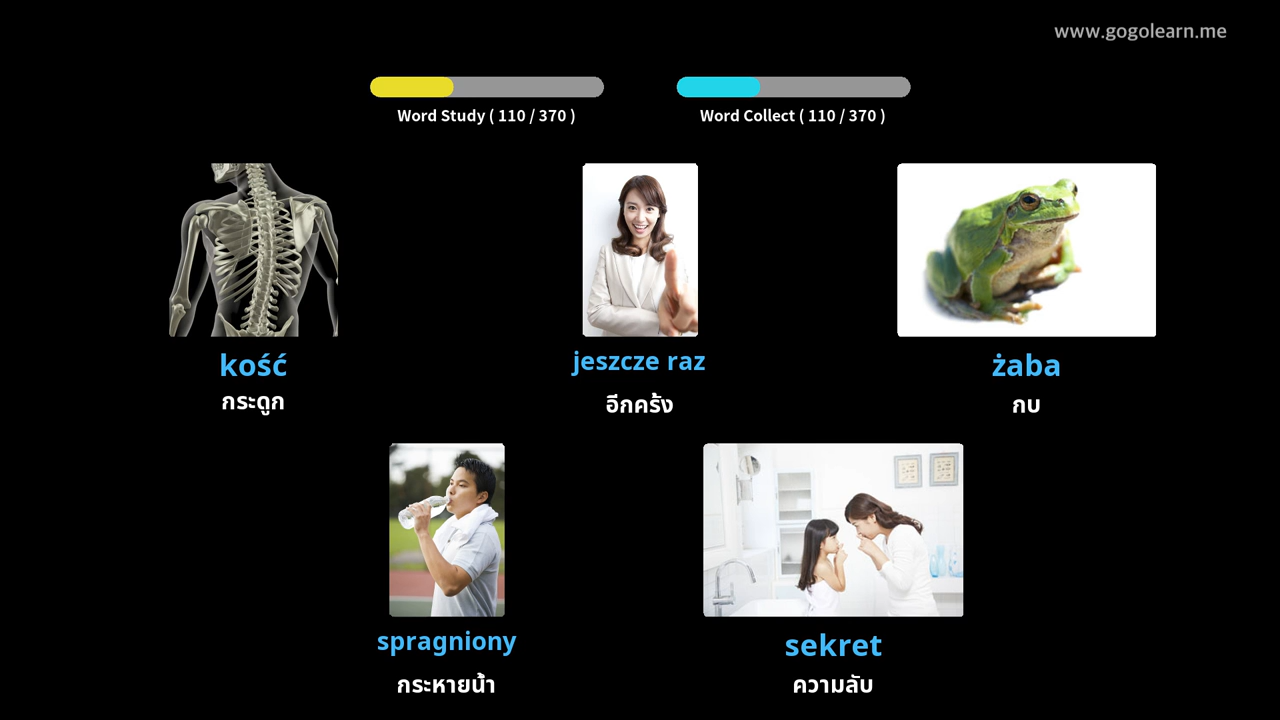 www.gogolearn.me
Word Study ( 110 / 370 )
Word Collect ( 110 / 370 )
kość
กระดูก
jeszcze raz
อีกครั้ง
żaba
กบ
spragniony
กระหายน้ำ
sekret
ความลับ